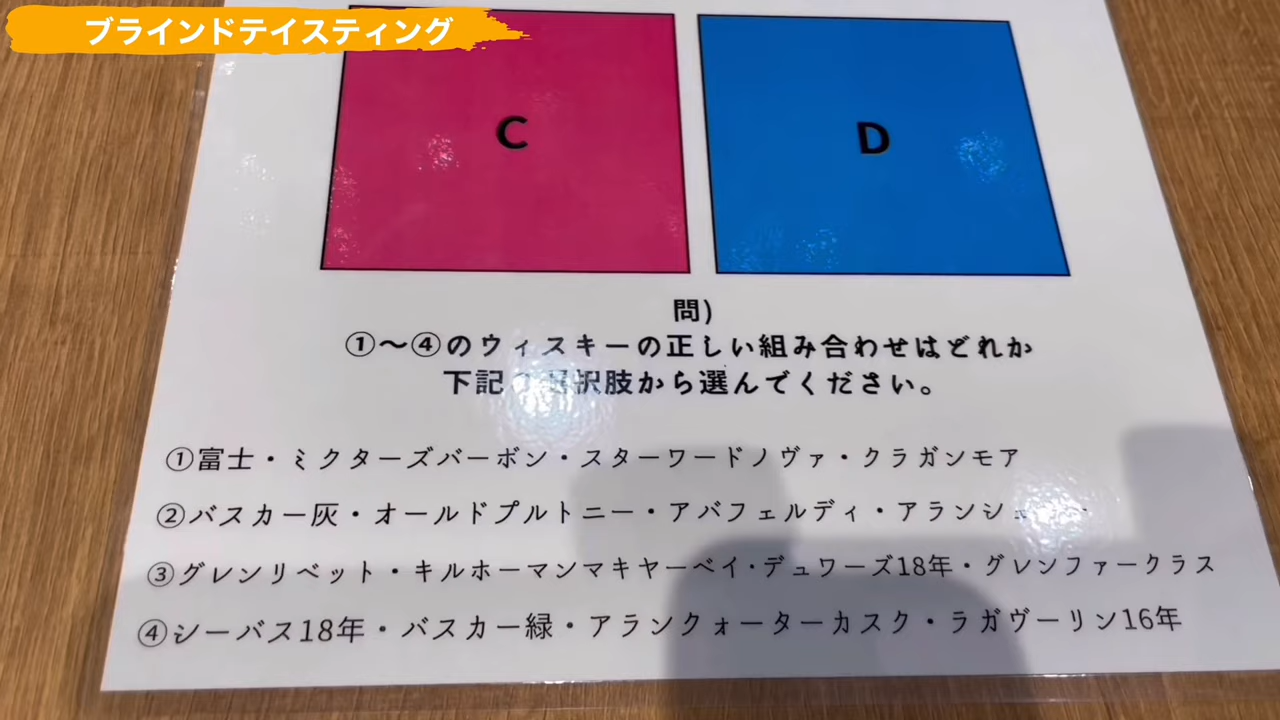 ブラインドテイスティング
C
D
問)
①～④のウィスキーの正しい組み合わせはどれか
下記の選択肢から選んでください。
①富士・ミクターズバーボン・スターワードノヴァ・クラガンモア
②バスカー灰・オールドプルトニー・アバフェルディ・アランシェ
③グレンリベット・キルホーマンマキヤーベイ・デュワーズ18年・グレンファークラス
④シーバス18年・バスカー緑・アランクォーターカスク・ラガヴーリン16年